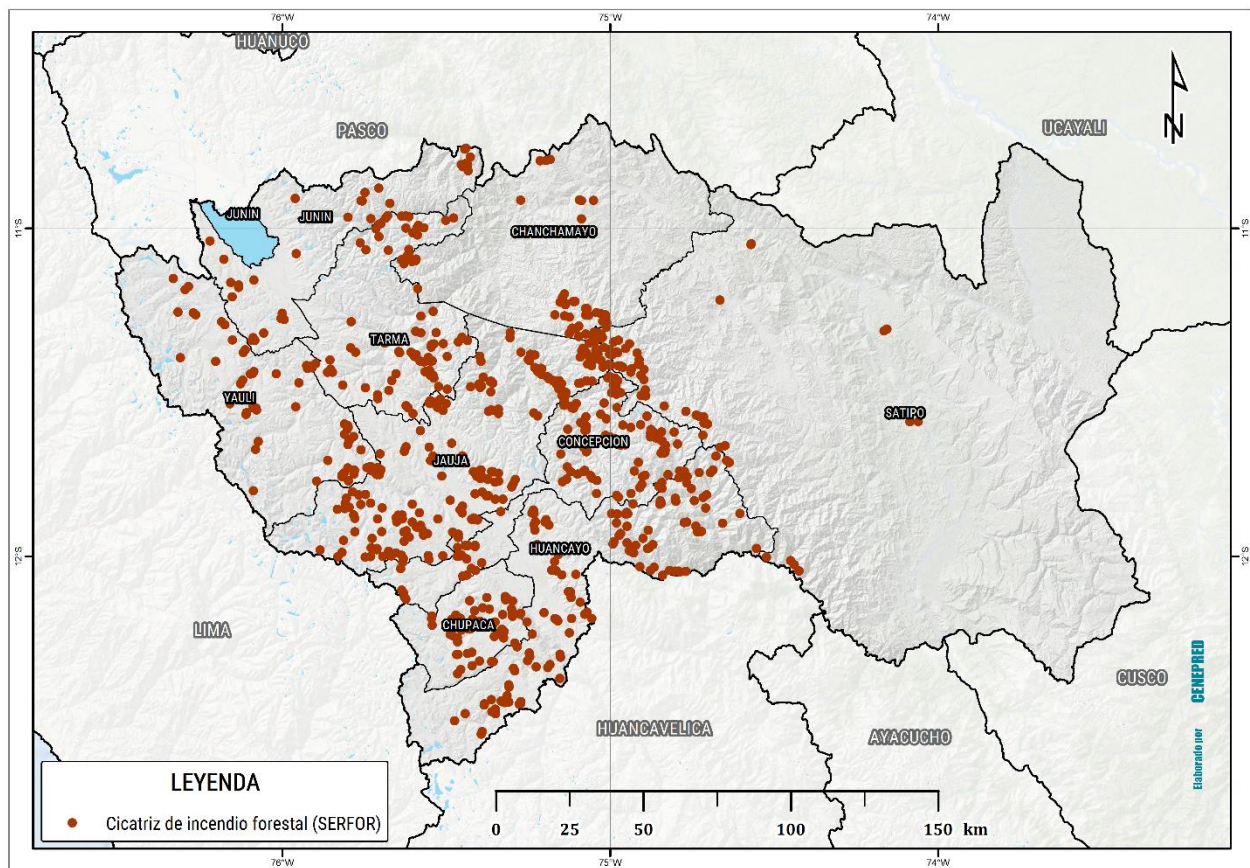 76°W
75°W
74°W
HUANUCO
PASCO
UCAYALI
JUNIN
JUNIN
11°S
11°S
CHANCHAMAYO
TARMA
YAULI
SATIPO
CONCEPCION
JAUJA
HUANCAYO
12°S
12°S
CHUPACA
LIMA
CUSCO
HUANCAVELICA
AYACUCHO
Elaborado por CENEPRED
LEYENDA
Cicatriz de incendio forestal (SERFOR)
0 25 50 100 150 km
76°W
75°W
74°W
N